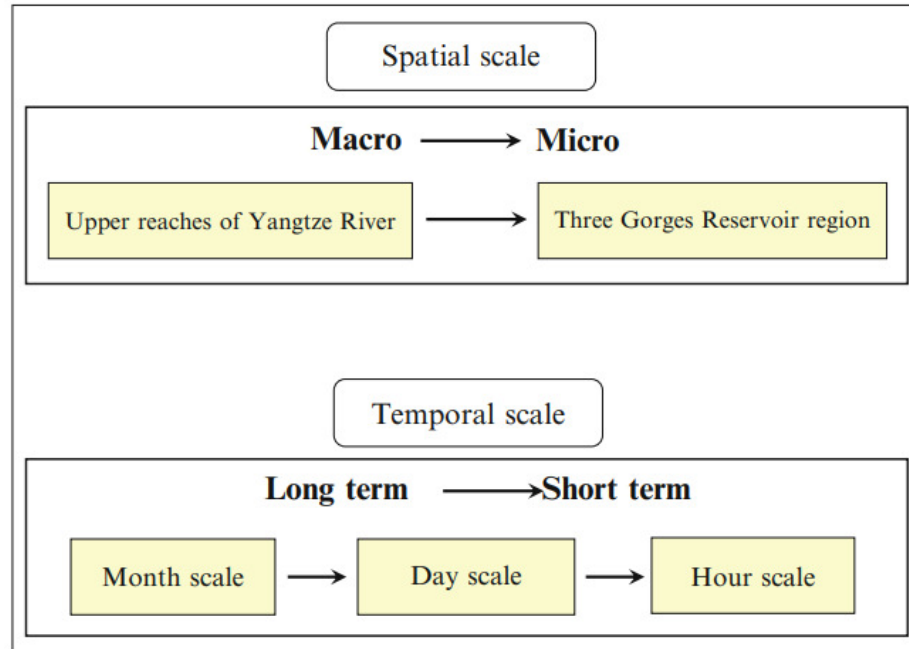 Spatial scale
Macro Micro
Upper reaches of Yangtze River Three Gorges Reservoir region
Temporal scale
Long term Short term
Month scale Day scale Hour scale